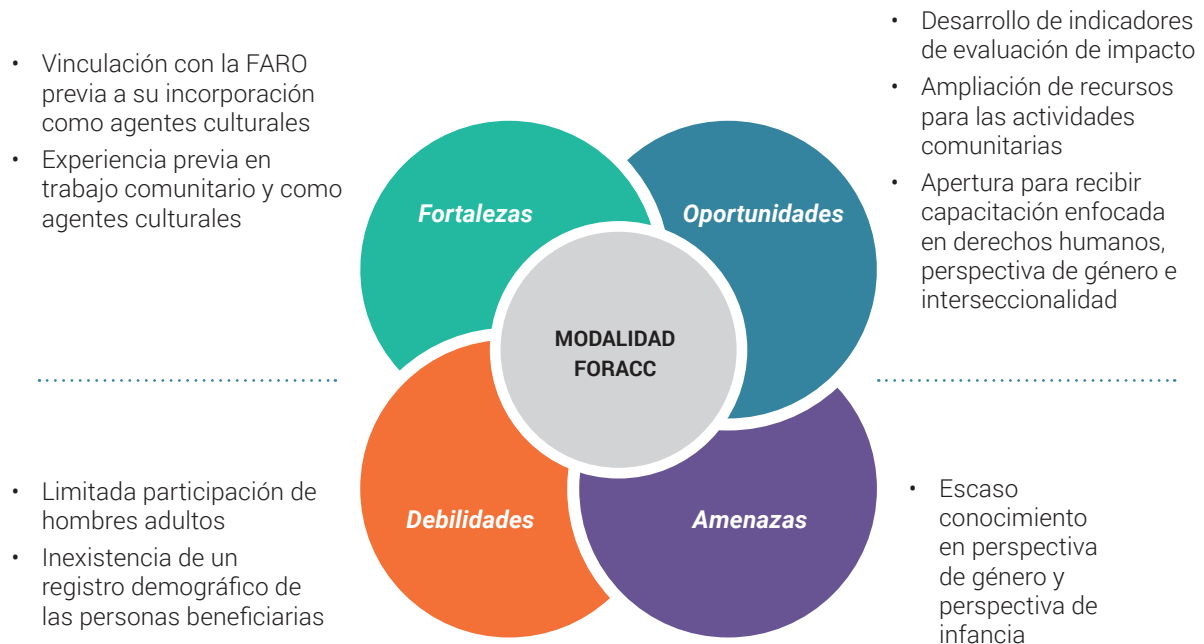 • Vinculación con la FARO
previa a su incorporación
como agentes culturales
• Experiencia previa en
trabajo comunitario y como
agentes culturales
• Desarrollo de indicadores
de evaluación de impacto
• Ampliación de recursos
para las actividades
comunitarias
• Apertura para recibir
capacitación enfocada
en derechos humanos,
perspectiva de género e
interseccionalidad
Fortalezas
Oportunidades
MODALIDAD
FORACC
Debilidades
Amenazas
• Limitada participación de
hombres adultos
• Inexistencia de un
registro demográfico de
las personas beneficiarias
• Escaso
conocimiento
en perspectiva
de género y
perspectiva de
infancia